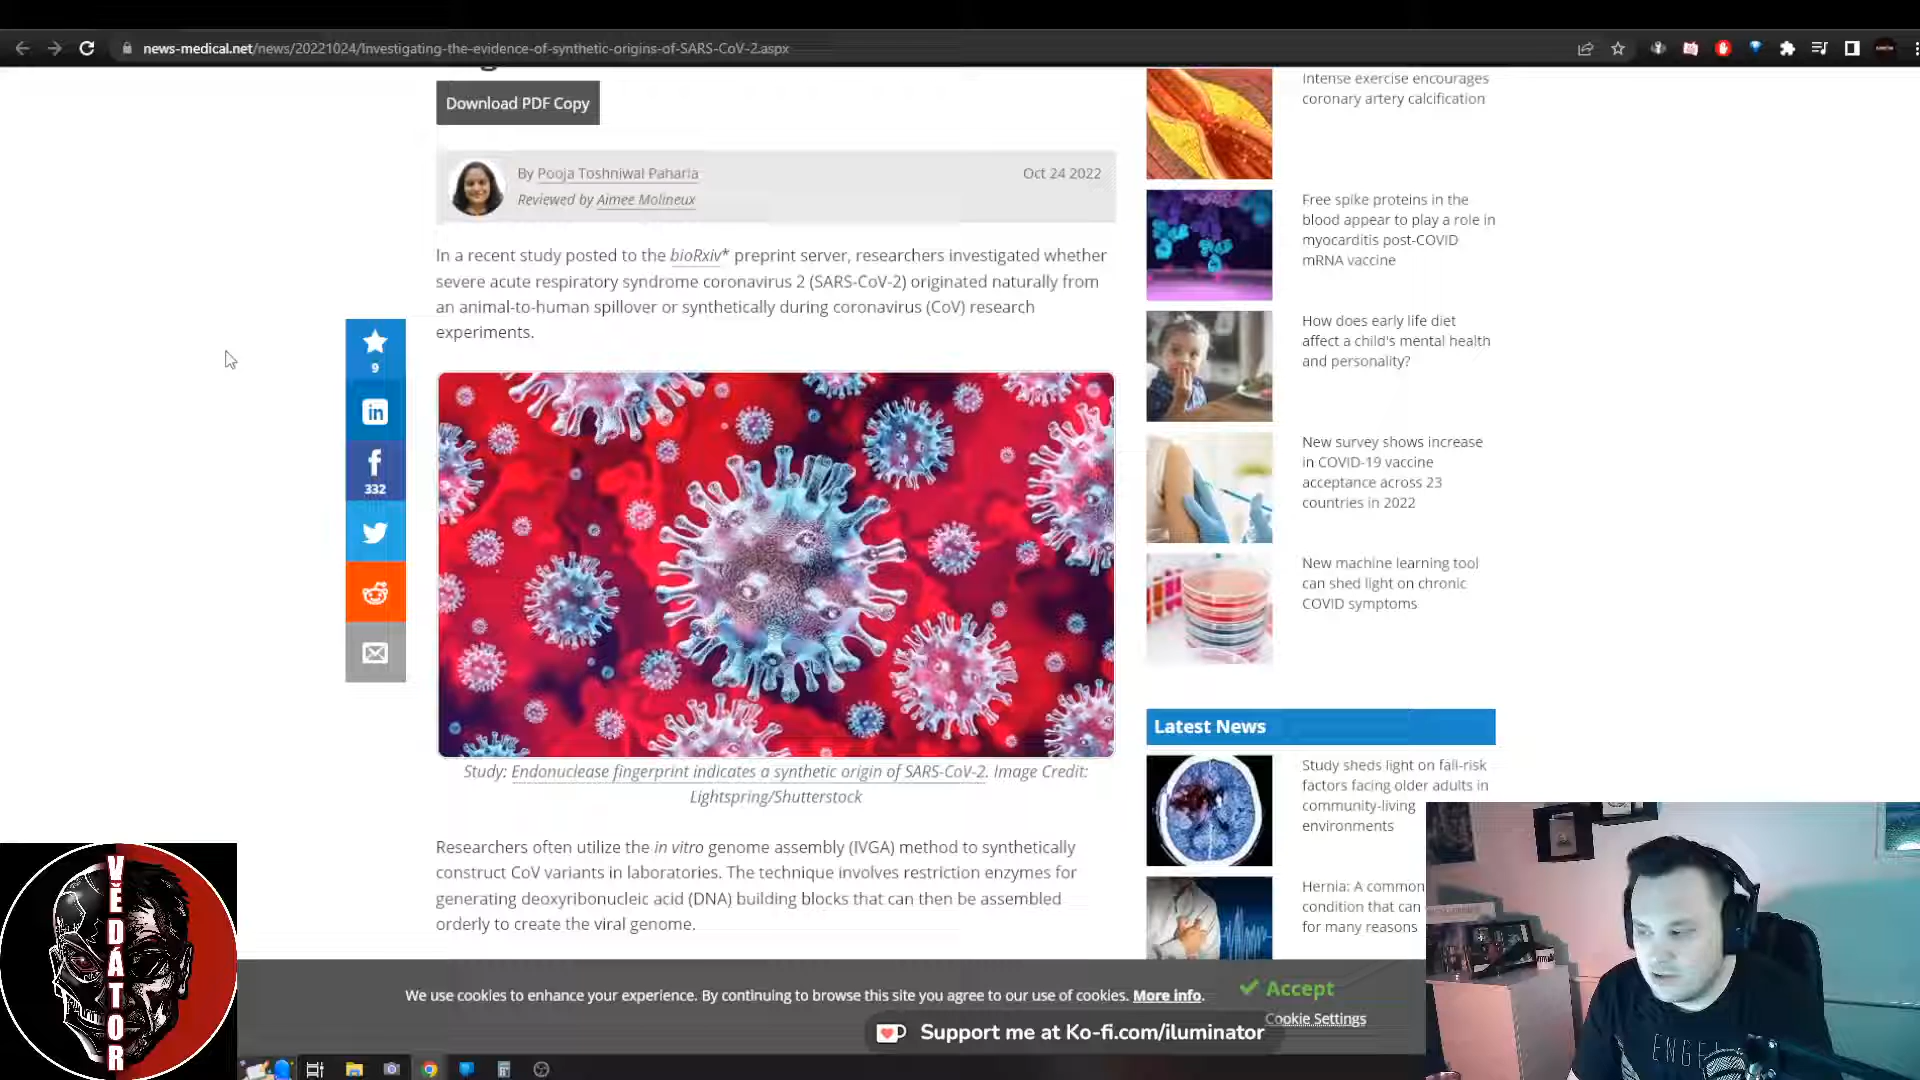 news-medical.net/news/20221024/Investigating-the-evidence-of-synthetic-origins-of-SARS-CoV-2.aspx
Download PDF Copy
By Pooja Toshniwal Paharia
Oct 24 2022
Reviewed by Aimee Molineux
In a recent study posted to the bioRxiv* preprint server, researchers investigated whether
severe acute respiratory syndrome coronavirus 2 (SARS-CoV-2) originated naturally from
an animal-to-human spillover or synthetically during coronavirus (CoV) research
experiments.
9
332
Study: Endonuclease fingerprint indicates a synthetic origin of SARS-CoV-2. Image Credit:
Lightspring/Shutterstock
Researchers often utilize the in vitro genome assembly (IVGA) method to synthetically
construct CoV variants in laboratories. The technique involves restriction enzymes for
generating deoxyribonucleic acid (DNA) building blocks that can then be assembled
orderly to create the viral genome.
Intense exercise encourages
coronary artery calcification
Free spike proteins in the
blood appear to play a role in
myocarditis post-COVID
mRNA vaccine
How does early life diet
affect a child's mental health
and personality?
New survey shows increase
in COVID-19 vaccine
acceptance across 23
countries in 2022
New machine learning tool
can shed light on chronic
COVID symptoms
Latest News
Study sheds light on fall-risk
factors facing older adults in
community-living
environments
Hernia: A common
condition that can
for many reasons
We use cookies to enhance your experience. By continuing to browse this site you agree to our use of cookies. More info.
Accept
Cookie Settings
Support me at Ko-fi.com/iluminator
VĚDÁTOR